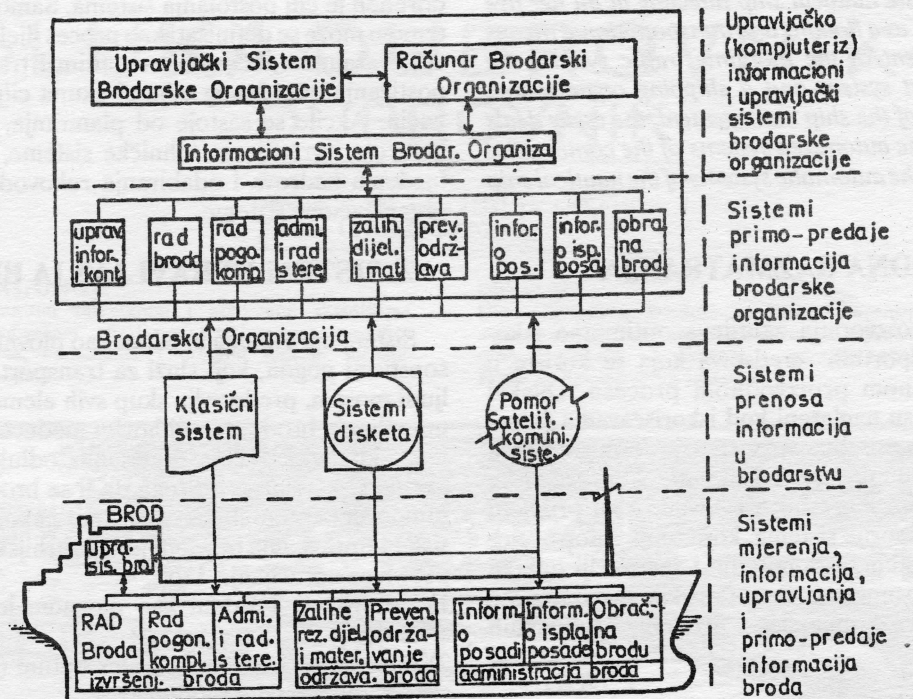 Upravljački Sistem
Brodarske Organizacije
Računar Brodarski
Organizacije
Informacioni Sistem Brodar. Organiza
uprav.
infor.
i kont.
rad
broda
rad
pogo.
komp.
admi.
i rad
s tere.
zalih.
dijel.
i mat.
prev.
održ-
ava
infor.
o
pos.
infor.
o isp.
posa.
obra.
na
brod.
Brodarska Organizacija
Upravljačko
(kompjuteriz)
informacioni
i upravljački
sistemi
brodarske
organizacije
Sistemi
primo-predaje
informacija
brodarske
organizacije
Klasični
sistem
Sistemi
disketa
Pomor.
Satelit.
komuni.
siste.
Sistemi
prenosa
informacija
u
brodarstvu
BROD
upra.
sis. bro.
RAD
Broda
Rad
pogon.
kompl.
Admi.
i rad.
s tere.
izvršenj. broda
Zalihe
rez. djel.
i mater.
Preven.
održa-
vanje
održava. broda
Inform.
o
posadi
Inform.
o ispla.
posade
Obrač.
na
brodu
administracija broda
Sistemi
mjerenja,
informacija,
upravljanja
i
primo-predaje
informacija
broda